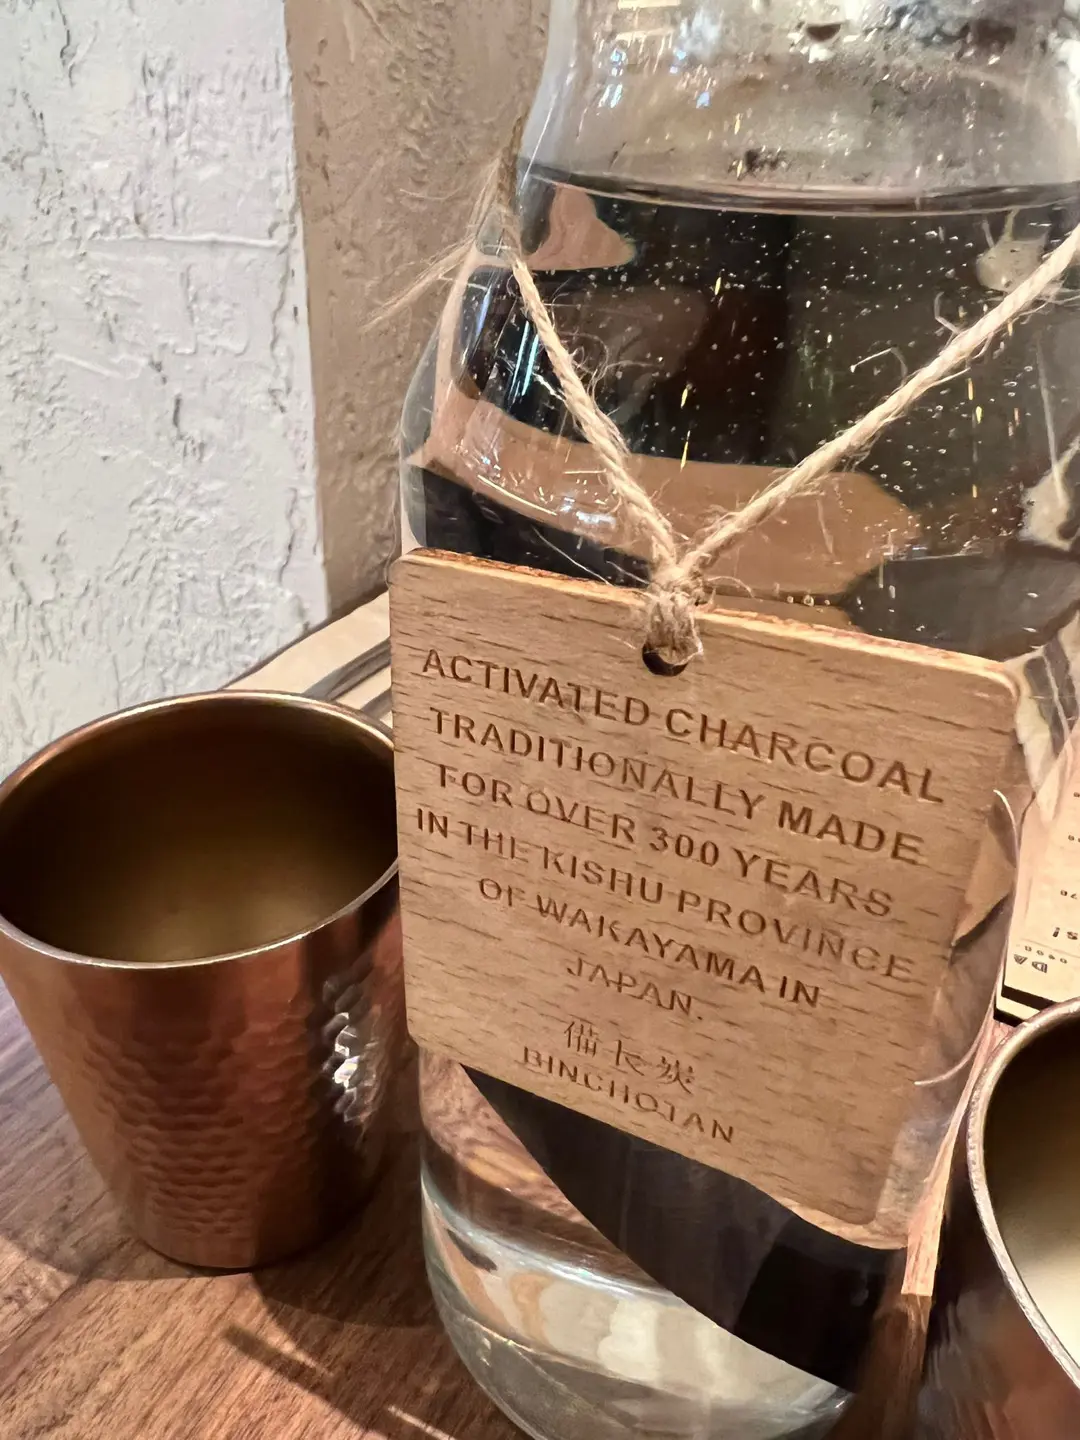 ACTIVATED CHARCOAL
TRADITIONALLY MADE
FOR OVER 300 YEARS
IN THE KISHU PROVINCE
OF WAKAYAMA IN
JAPAN.
備长炭
BINCHOTAN